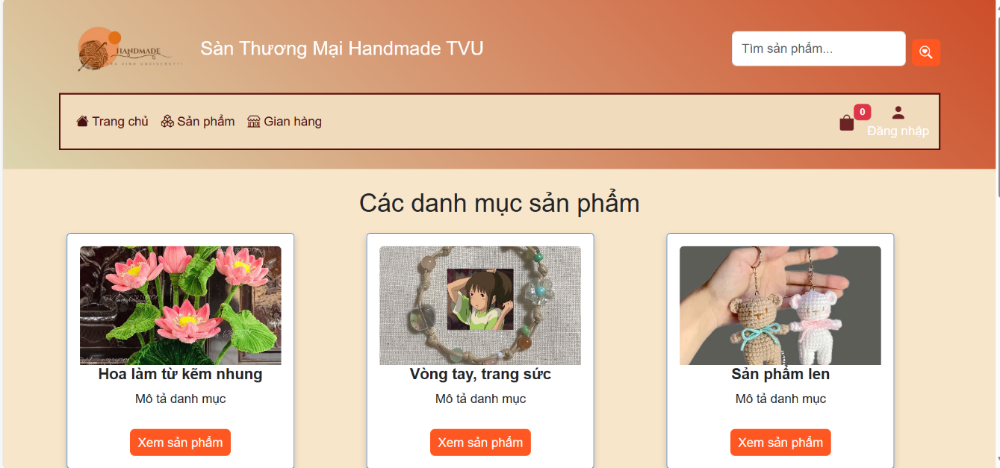 HANDMADE
Sàn Thương Mại Handmade TVU
Tìm sản phẩm...
Trang chủ
Sản phẩm
Gian hàng
0
Đăng nhập
Các danh mục sản phẩm
Hoa làm từ kẽm nhung
Mô tả danh mục
Xem sản phẩm
Vòng tay, trang sức
Mô tả danh mục
Xem sản phẩm
Sản phẩm len
Mô tả danh mục
Xem sản phẩm